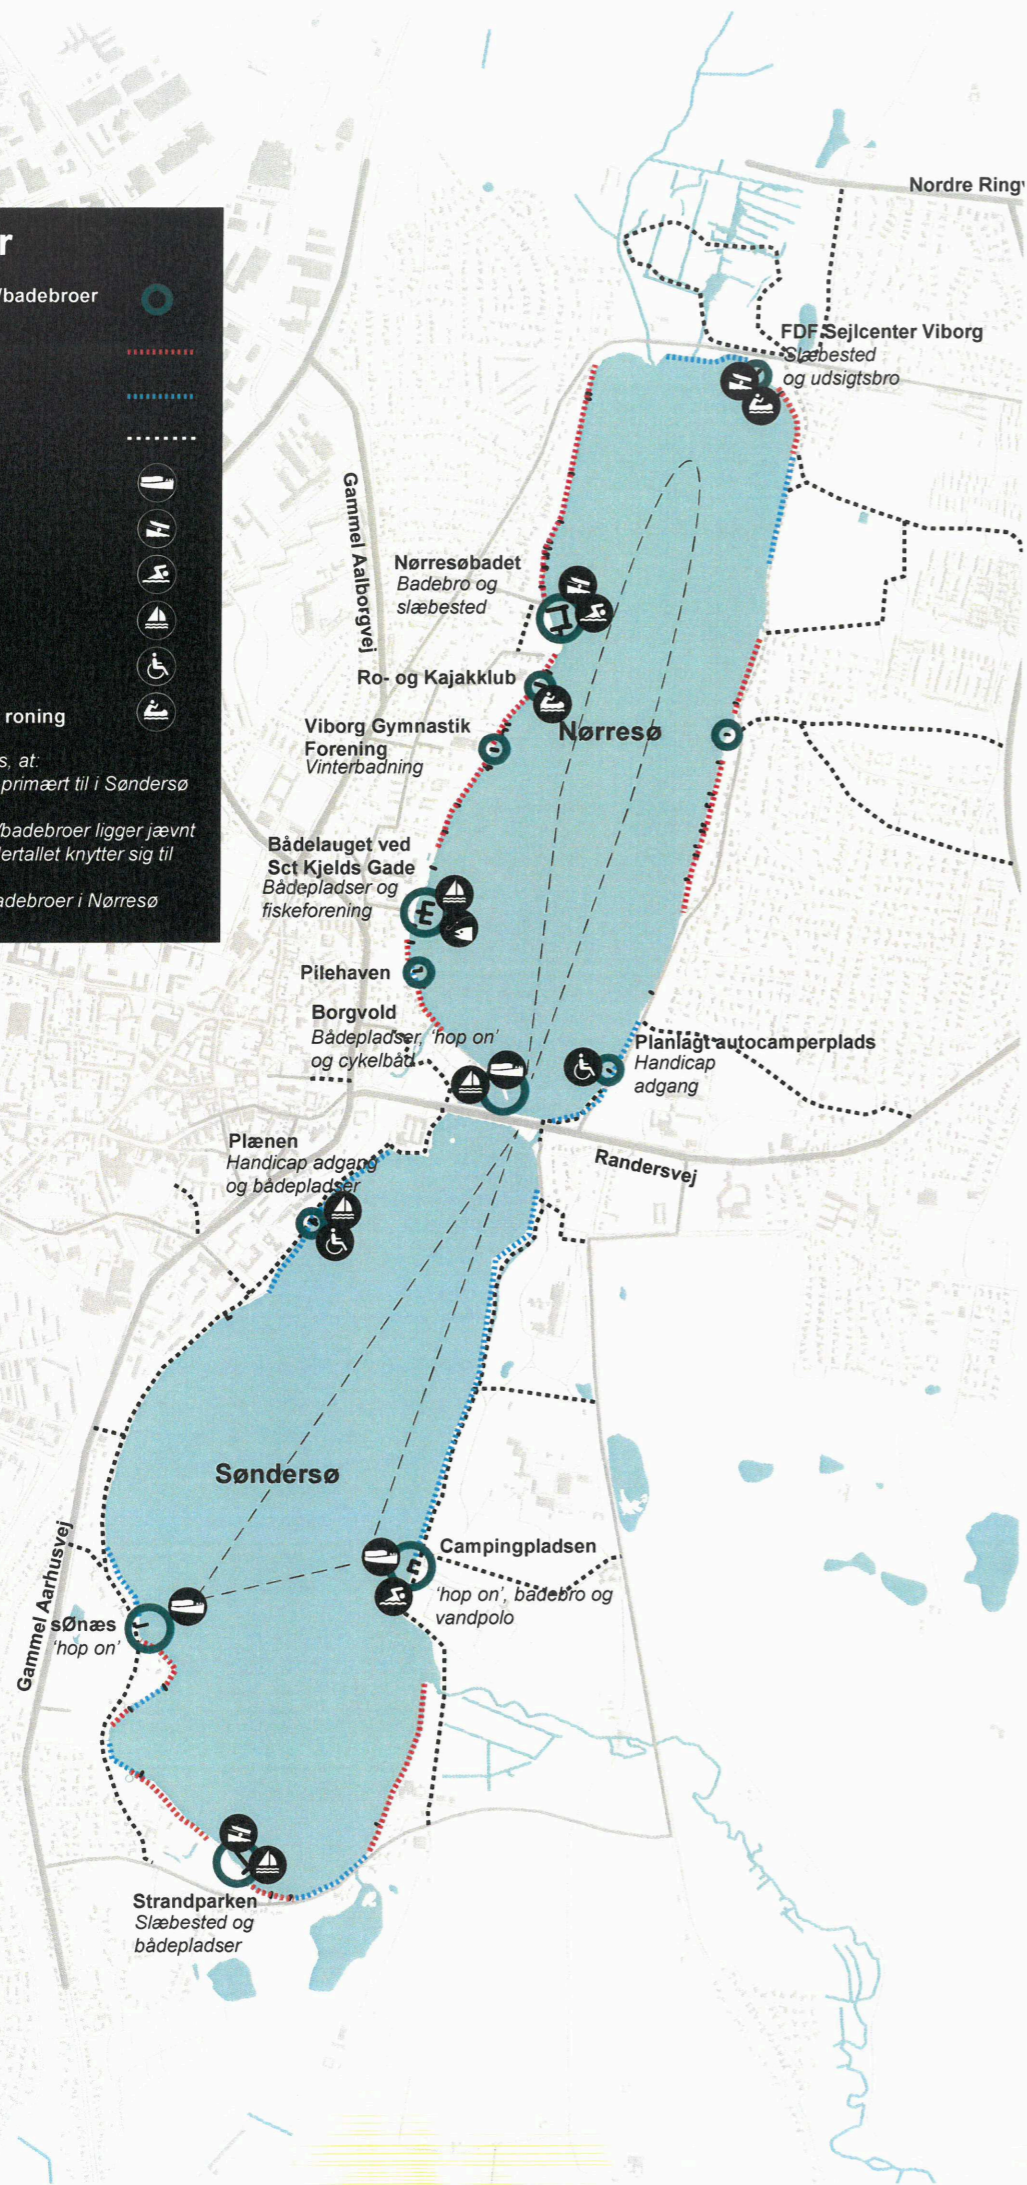 r
/badebroer
roning
s, at:
primært til i Søndersø
/badebroer ligger jævnt
lertallet knytter sig til
adebroer i Nørresø
Nordre Ring
FDF Sejlcenter Viborg
Slæbested
og udsigtsbro
Gammel Aalborgvej
Nørresøbadet
Badebro og
slæbested
Ro- og Kajakklub
Viborg Gymnastik
Forening
Vinterbadning
Nørresø
Bådelauget ved
Sct Kjelds Gade
Bådepladser og
fiskeforening
Pilehaven
Borgvold
Bådepladser, 'hop on'
og cykelbåd
Planlagt autocamperplads
Handicap
adgang
Randersvej
Plænen
Handicap adgang
og bådepladser
Søndersø
Gammel Aarhusvej
Campingpladsen
'hop on', badebro og
vandpolo
sØnæs
'hop on'
Strandparken
Slæbested og
bådepladser